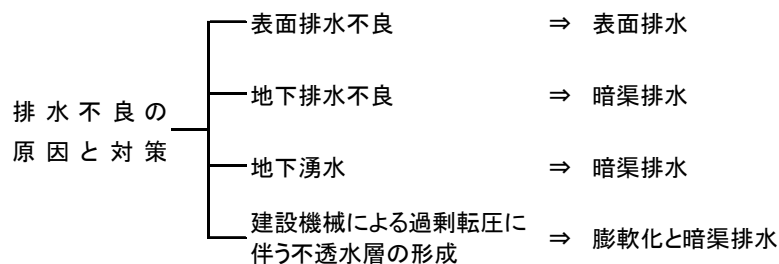 表面排水不良 ⇒ 表面排水
地下排水不良 ⇒ 暗渠排水
排水不良の
原因と対策
地下湧水 ⇒ 暗渠排水
建設機械による過剰転圧に
伴う不透水層の形成 ⇒ 膨軟化と暗渠排水